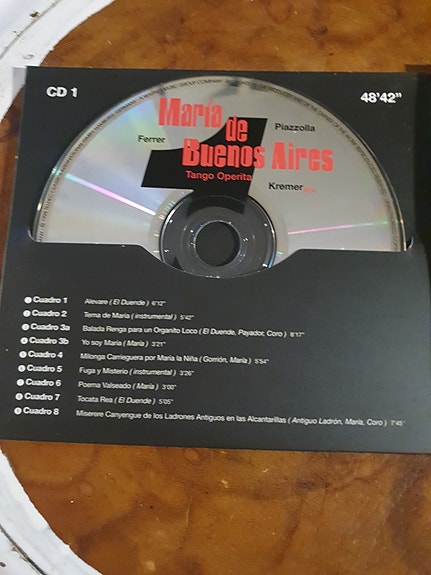 CD 1
48'42"
María
de
Buenos Aires
Tango Operita
Ferrer
Piazzolla
Kremer
1
Cuadro 1 Alevare ( El Duende ) 6'12"
Cuadro 2 Tema de María ( instrumental ) 5'42"
Cuadro 3a Balada Renga para un Organito Loco ( El Duende, Payador, Coro ) 8'17"
Cuadro 3b Yo soy María ( María ) 3'21"
Cuadro 4 Milonga Carrieguera por María la Niña ( Gorrión, María ) 5'54"
Cuadro 5 Fuga y Misterio ( instrumental ) 3'26"
Cuadro 6 Poema Valseado ( María ) 3'00"
Cuadro 7 Tocata Rea ( El Duende ) 5'05"
Cuadro 8 Miserere Canyengue de los Ladrones Antiguos en las Alcantarillas ( Antiguo Ladrón, María, Coro ) 7'45"